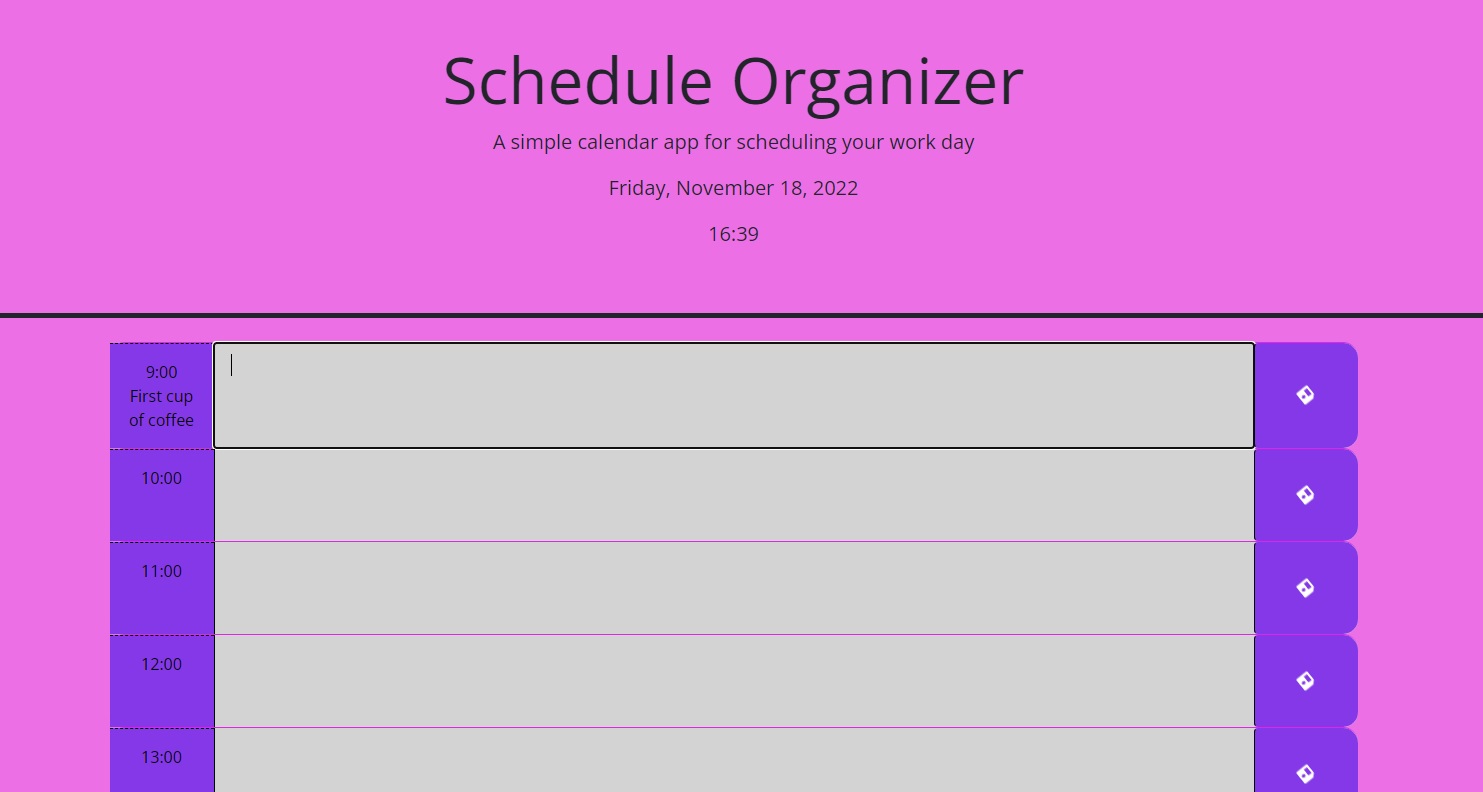 Schedule Organizer
A simple calendar app for scheduling your work day
Friday, November 18, 2022
16:39
9:00
First cup
of coffee
10:00
11:00
12:00
13:00